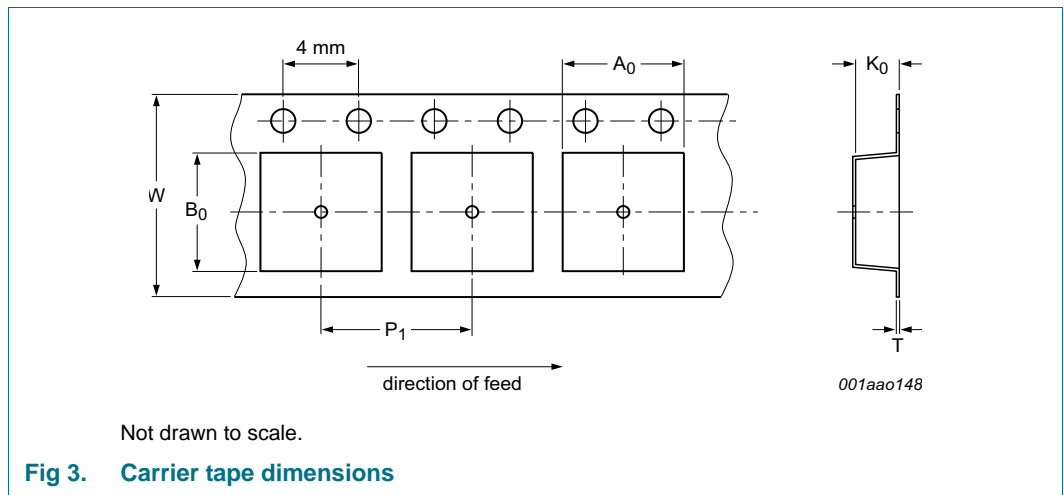 4 mm
A0
K0
W
B0
P1
T
direction of feed
001aao148
Not drawn to scale.
Fig 3. Carrier tape dimensions